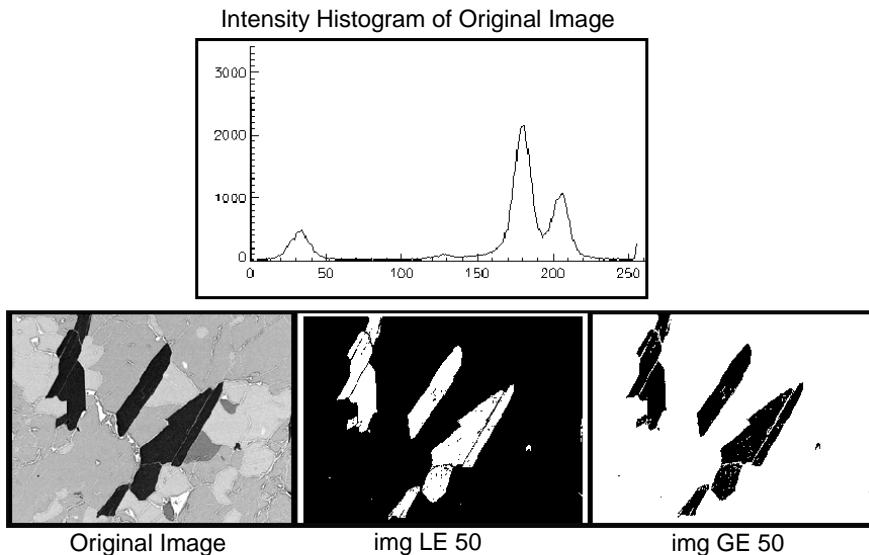 Intensity Histogram of Original Image
3000
2000
1000
0
0 50 100 150 200 250
Original Image img LE 50 img GE 50